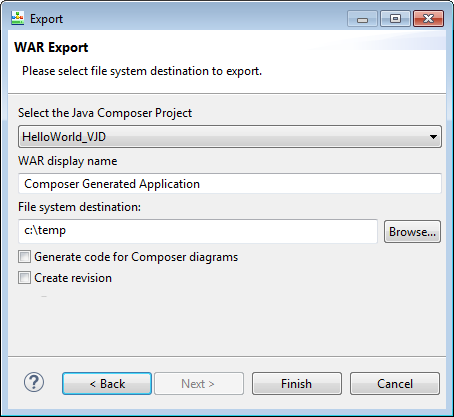 Export
WAR Export
Please select file system destination to export.
Select the Java Composer Project
HelloWorld_VJD
WAR display name
Composer Generated Application
File system destination:
c:\temp
Browse...
Generate code for Composer diagrams
Create revision
?
< Back
Next >
Finish
Cancel